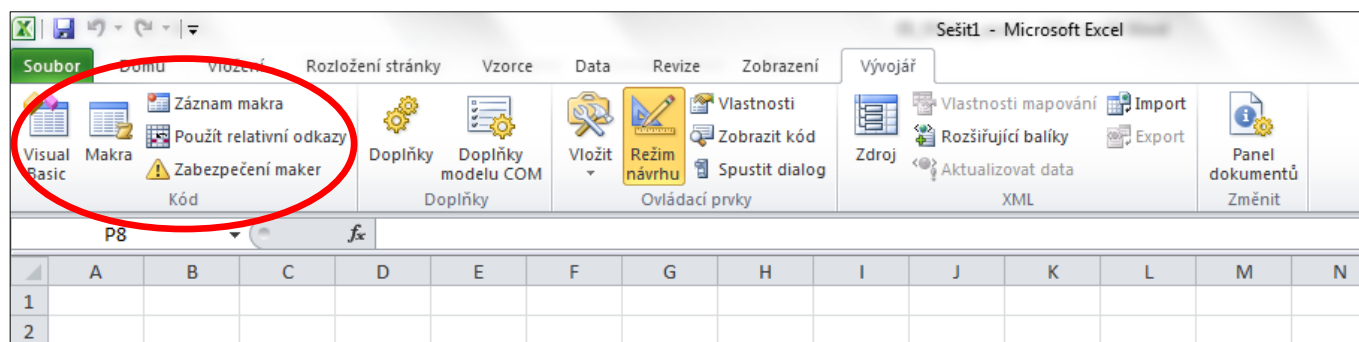 Sešit1 - Microsoft Excel
Soubor Domů Vložení Rozložení stránky Vzorce Data Revize Zobrazení Vývojář
Visual Basic
Makra
Záznam makra
Použít relativní odkazy
Zabezpečení maker
Kód
Doplňky
Doplňky modelu COM
Doplňky
Vložit
Režim návrhu
Vlastnosti
Zobrazit kód
Spustit dialog
Ovládací prvky
Zdroj
Vlastnosti mapování
Rozšiřující balíky
Aktualizovat data
Import
Export
XML
Panel dokumentů
Změnit
P8 fx
A B C D E F G H I J K L M N
1
2